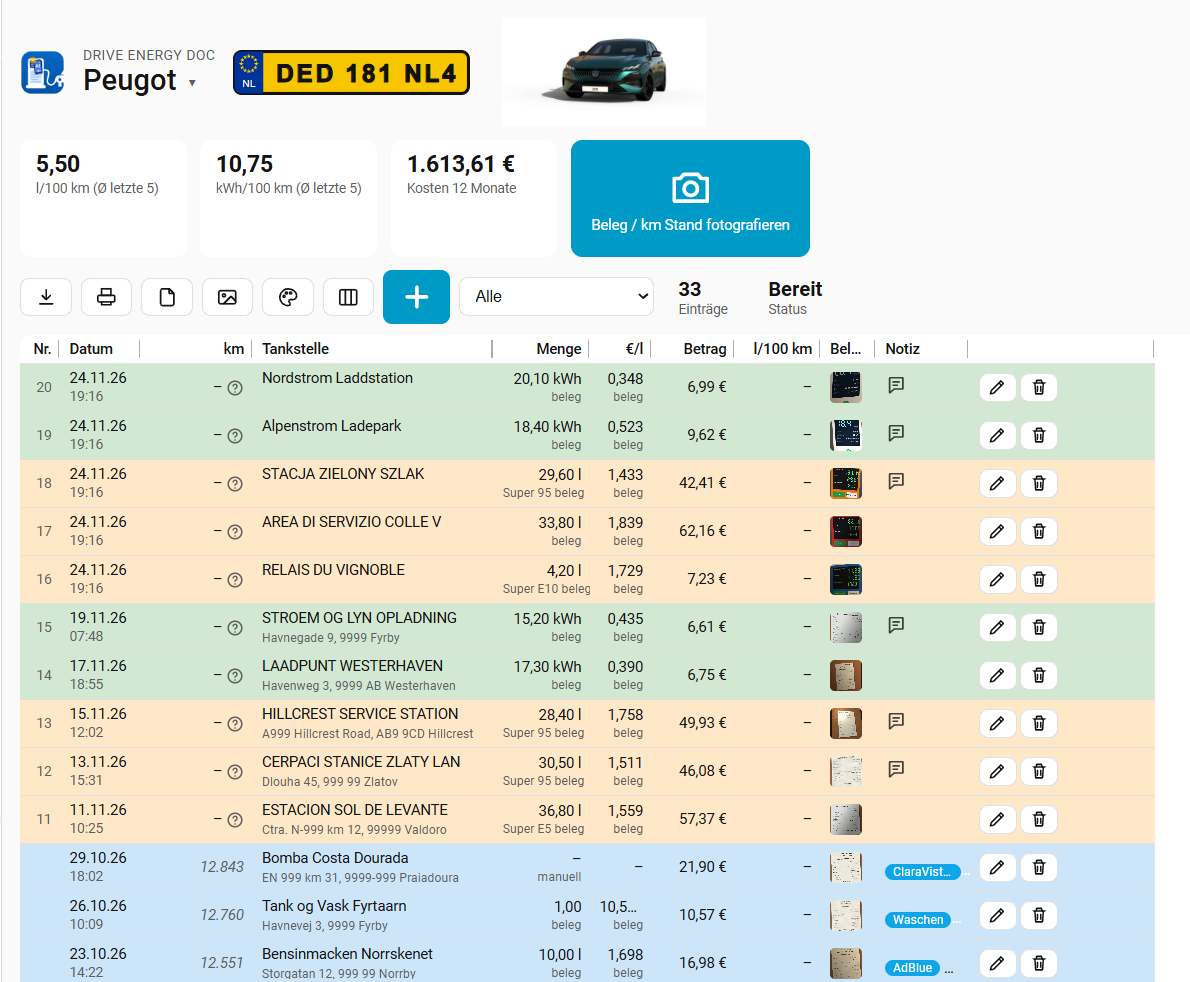 DRIVE ENERGY DOC
Peugot
NL
DED 181 NL4
5,50
l/100 km (Ø letzte 5)
10,75
kWh/100 km (Ø letzte 5)
1.613,61 €
Kosten 12 Monate
Beleg / km Stand fotografieren
Alle
33
Einträge
Bereit
Status
Nr. Datum km Tankstelle Menge €/l Betrag l/100 km Bel... Notiz
20 24.11.26 – Nordstrom Laddstation 20,10 kWh 0,348 6,99 € –
19:16 beleg beleg
19 24.11.26 – Alpenstrom Ladepark 18,40 kWh 0,523 9,62 € –
19:16 beleg beleg
18 24.11.26 – STACJA ZIELONY SZLAK 29,60 l 1,433 42,41 € –
19:16 Super 95 beleg beleg
17 24.11.26 – AREA DI SERVIZIO COLLE V 33,80 l 1,839 62,16 € –
19:16 beleg beleg
16 24.11.26 – RELAIS DU VIGNOBLE 4,20 l 1,729 7,23 € –
19:16 Super E10 beleg beleg
15 19.11.26 – STROEM OG LYN OPLADNING 15,20 kWh 0,435 6,61 € –
07:48 Havnegade 9, 9999 Fyrby beleg beleg
14 17.11.26 – LAADPUNT WESTERHAVEN 17,30 kWh 0,390 6,75 € –
18:55 Havenweg 3, 9999 AB Westerhaven beleg beleg
13 15.11.26 – HILLCREST SERVICE STATION 28,40 l 1,758 49,93 € –
12:02 A999 Hillcrest Road, AB9 9CD Hillcrest Super 95 beleg beleg
12 13.11.26 – CERPACI STANICE ZLATY LAN 30,50 l 1,511 46,08 € –
15:31 Dlouha 45, 999 99 Zlatov Super 95 beleg beleg
11 11.11.26 – ESTACION SOL DE LEVANTE 36,80 l 1,559 57,37 € –
10:25 Ctra. N-999 km 12, 99999 Valdoro Super E5 beleg beleg
29.10.26 12.843 Bomba Costa Dourada – – 21,90 € – ClaraVist... ...
18:02 EN 999 km 31, 9999-999 Praiadoura manuell
26.10.26 12.760 Tank og Vask Fyrtaarn 1,00 10,5... 10,57 € – Waschen ...
10:09 Havnevej 3, 9999 Fyrby beleg beleg
23.10.26 12.551 Bensinmacken Norrskenet 10,00 l 1,698 16,98 € – AdBlue ...
14:22 Storgatan 12, 999 99 Norrby beleg beleg